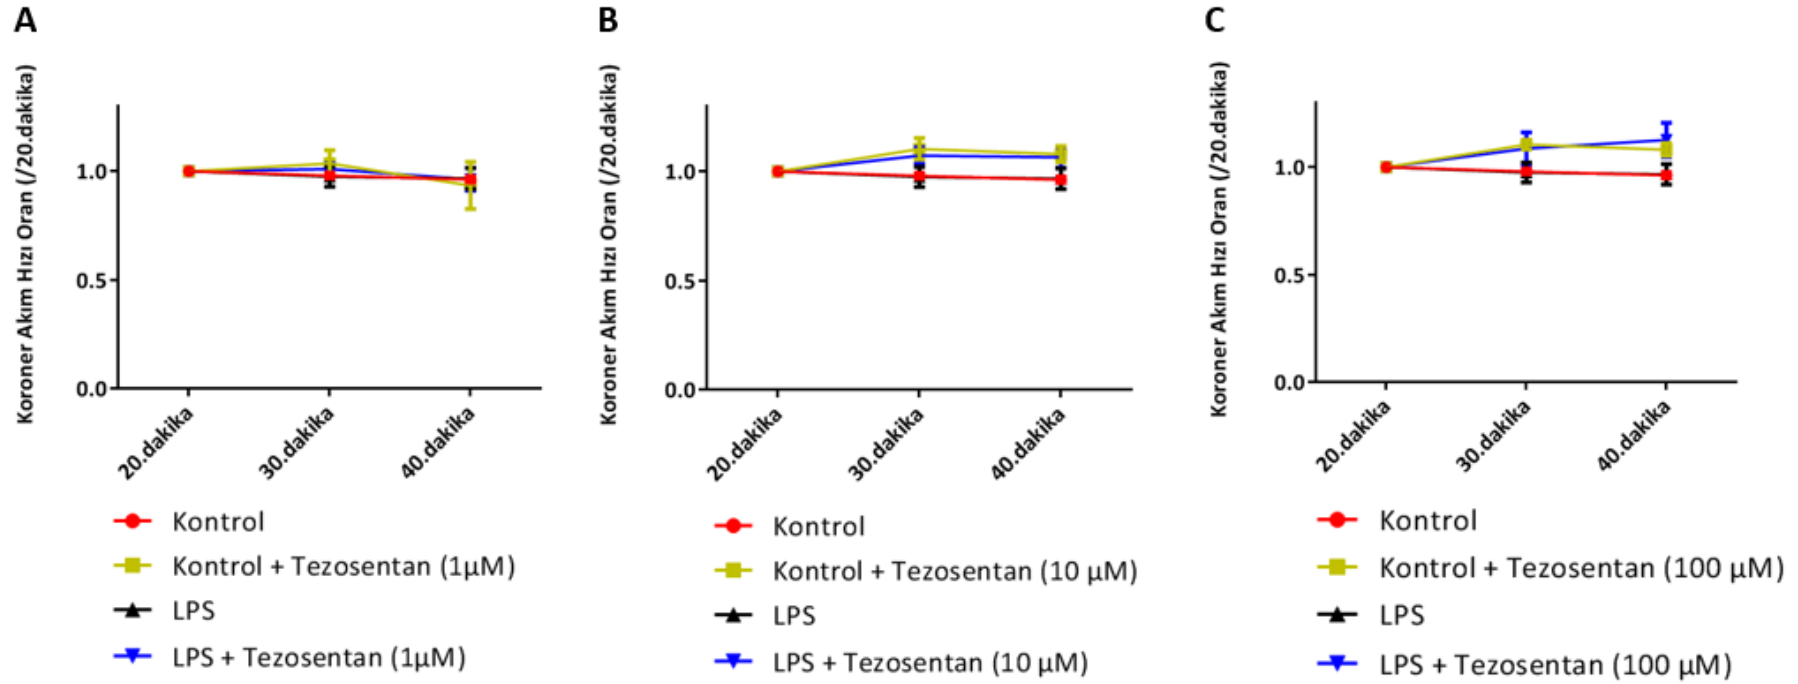 A
Koroner Akım Hızı Oran (/20.dakika)
1.0
0.5
0.0
20.dakika
30.dakika
40.dakika
Kontrol
Kontrol + Tezosentan (1µM)
LPS
LPS + Tezosentan (1µM)
B
Koroner Akım Hızı Oran (/20.dakika)
1.0
0.5
0.0
20.dakika
30.dakika
40.dakika
Kontrol
Kontrol + Tezosentan (10 µM)
LPS
LPS + Tezosentan (10 µM)
C
Koroner Akım Hızı Oran (/20.dakika)
1.0
0.5
0.0
20.dakika
30.dakika
40.dakika
Kontrol
Kontrol + Tezosentan (100 µM)
LPS
LPS + Tezosentan (100 µM)